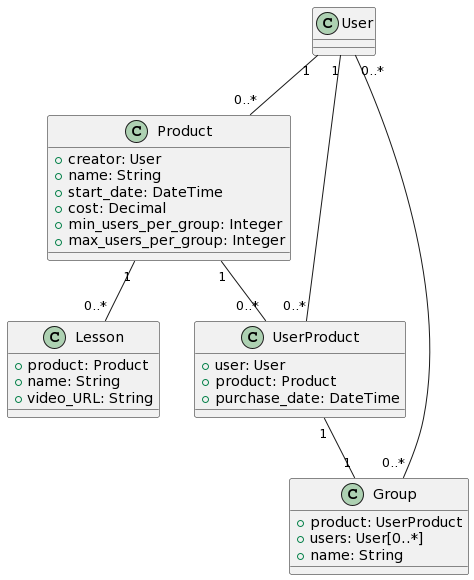 C User
1 1 0..*
0..*
C Product
creator: User
name: String
start_date: DateTime
cost: Decimal
min_users_per_group: Integer
max_users_per_group: Integer
1 1
0..* 0..* 0..*
C Lesson
product: Product
name: String
video_URL: String
C UserProduct
user: User
product: Product
purchase_date: DateTime
1
1 0..*
C Group
product: UserProduct
users: User[0..*]
name: String